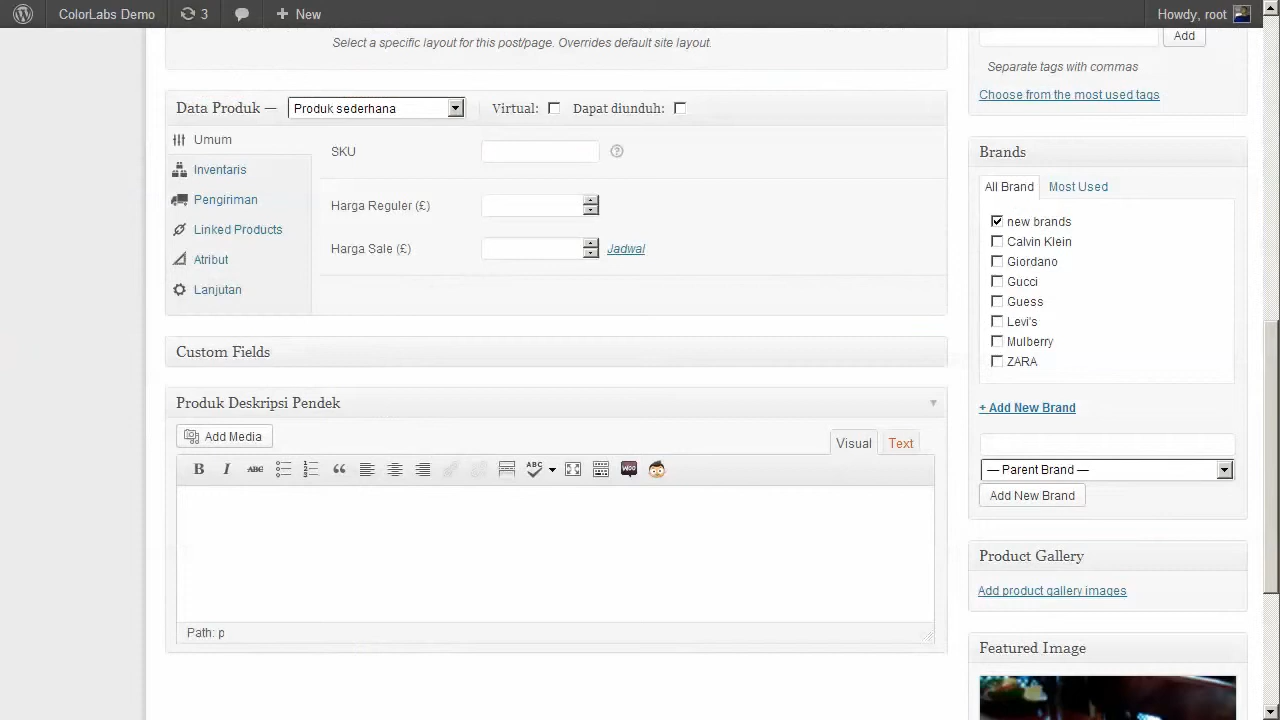 ColorLabs Demo 3 New Howdy, root
Select a specific layout for this post/page. Overrides default site layout.
Data Produk — Produk sederhana Virtual: Dapat diunduh:
Umum
Inventaris
Pengiriman
Linked Products
Atribut
Lanjutan
SKU
Harga Reguler (£)
Harga Sale (£) Jadwal
Custom Fields
Produk Deskripsi Pendek
Add Media Visual Text
B I ABC ABC WOO
Path: p
Add
Separate tags with commas
Choose from the most used tags
Brands
All Brand Most Used
new brands
Calvin Klein
Giordano
Gucci
Guess
Levi's
Mulberry
ZARA
+ Add New Brand
— Parent Brand —
Add New Brand
Product Gallery
Add product gallery images
Featured Image